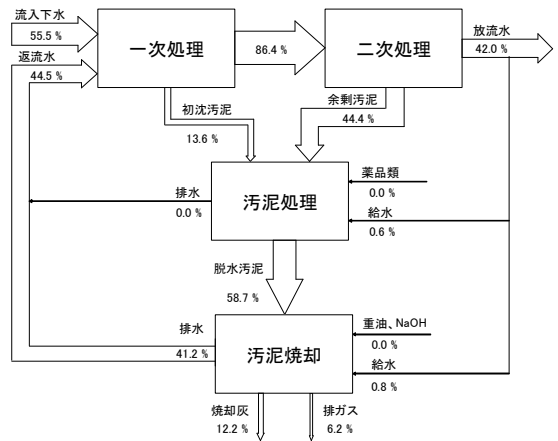 流入下水
55.5 %
返流水
44.5 %
一次処理
86.4 %
二次処理
放流水
42.0 %
初沈汚泥
13.6 %
余剰汚泥
44.4 %
排水
0.0 %
汚泥処理
薬品類
0.0 %
給水
0.6 %
脱水汚泥
58.7 %
排水
41.2 %
汚泥焼却
重油、NaOH
0.0 %
給水
0.8 %
焼却灰
12.2 %
排ガス
6.2 %